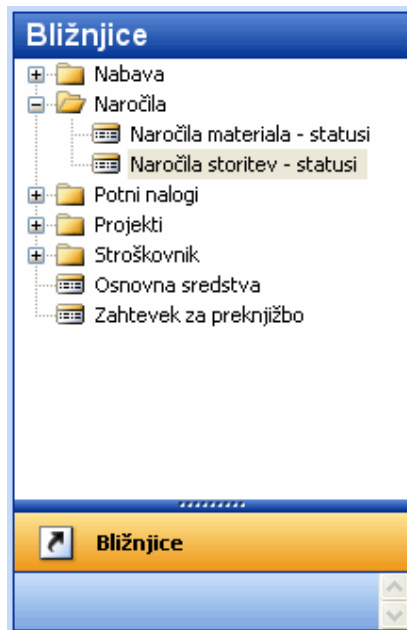 Bližnjice
Nabava
Naročila
Naročila materiala - statusi
Naročila storitev - statusi
Potni nalogi
Projekti
Stroškovnik
Osnovna sredstva
Zahtevek za preknjižbo
Bližnjice